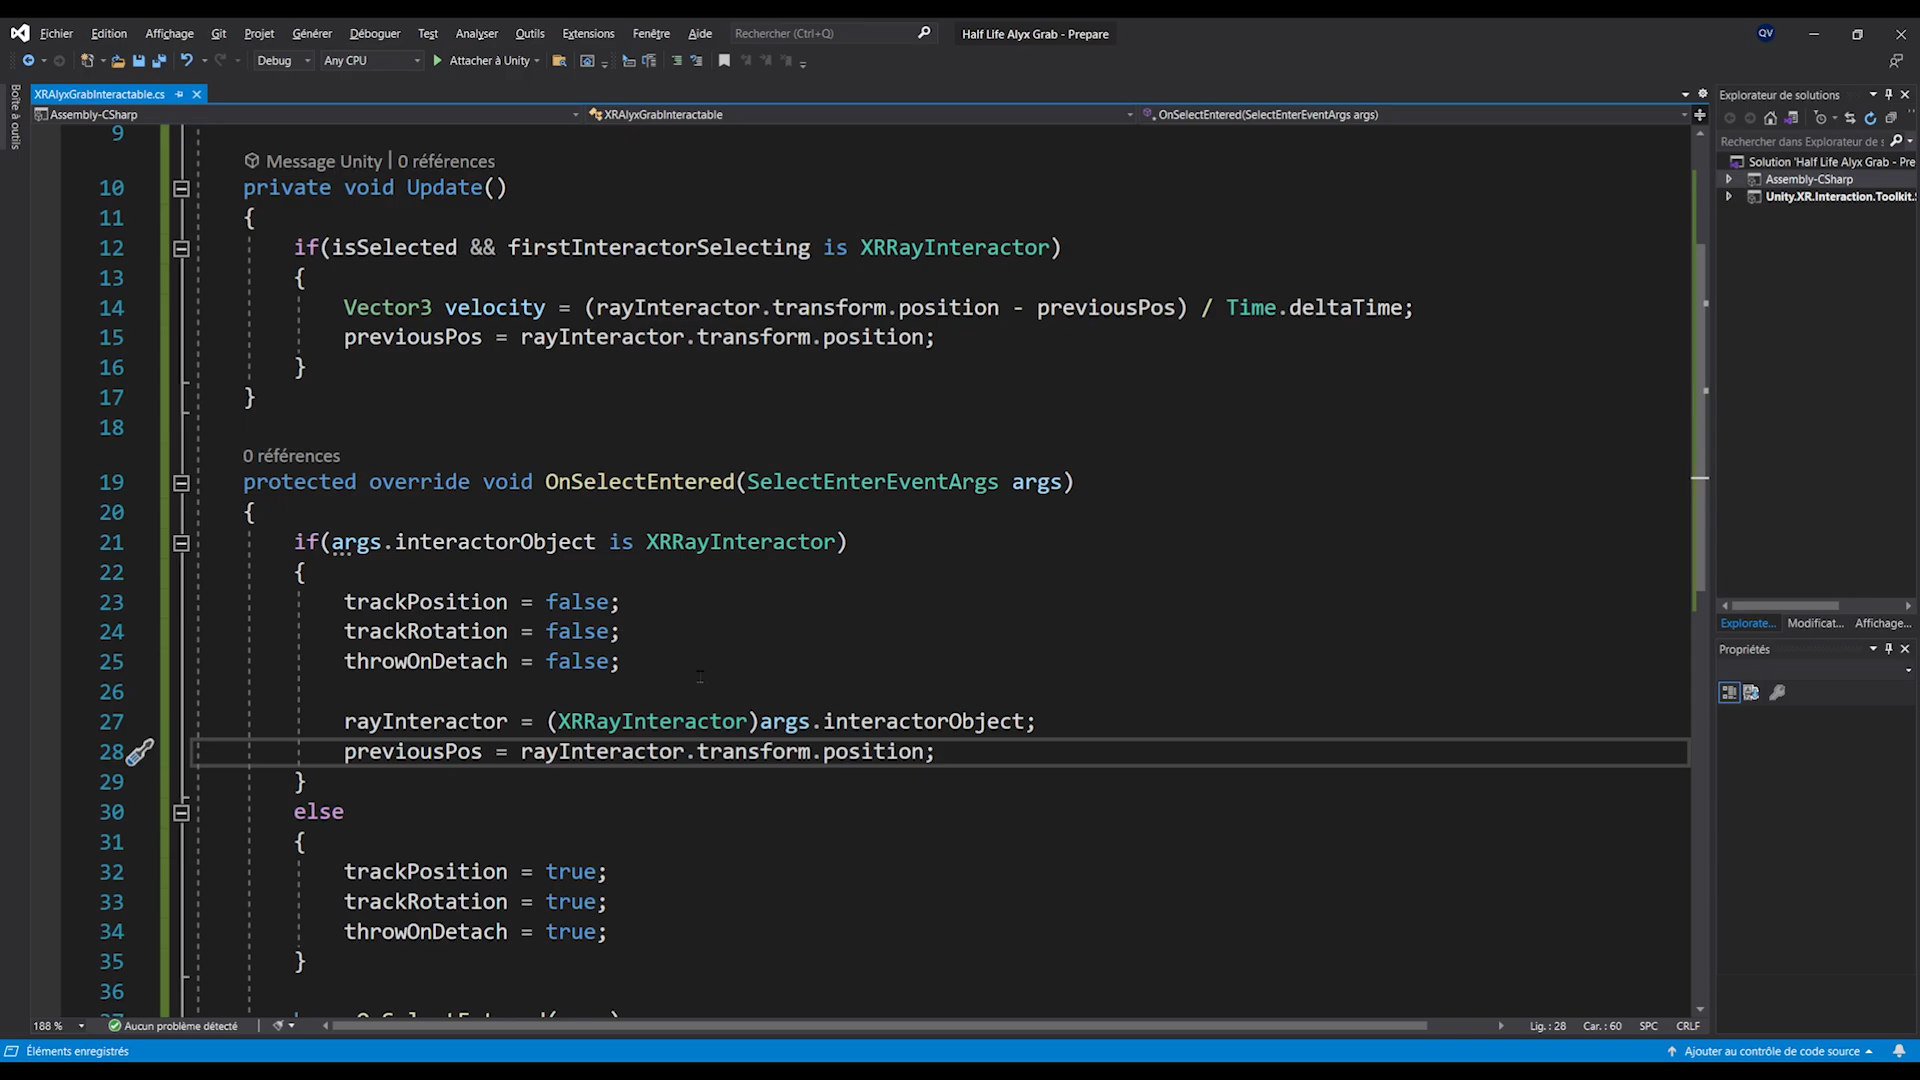 Fichier Edition Affichage Git Projet Générer Déboguer Test Analyser Outils Extensions Fenêtre Aide Rechercher (Ctrl+Q) Half Life Alyx Grab - Prepare QV
Debug Any CPU Attacher à Unity
Boîte à outils
XRAlyxGrabInteractable.cs
Assembly-CSharp XRAlyxGrabInteractable OnSelectEntered(SelectEnterEventArgs args)
9
Message Unity | 0 références
10 private void Update()
11 {
12 if(isSelected && firstInteractorSelecting is XRRayInteractor)
13 {
14 Vector3 velocity = (rayInteractor.transform.position - previousPos) / Time.deltaTime;
15 previousPos = rayInteractor.transform.position;
16 }
17 }
18
0 références
19 protected override void OnSelectEntered(SelectEnterEventArgs args)
20 {
21 if(args.interactorObject is XRRayInteractor)
22 {
23 trackPosition = false;
24 trackRotation = false;
25 throwOnDetach = false;
26
27 rayInteractor = (XRRayInteractor)args.interactorObject;
28 previousPos = rayInteractor.transform.position;
29 }
30 else
31 {
32 trackPosition = true;
33 trackRotation = true;
34 throwOnDetach = true;
35 }
36
188 % Aucun problème détecté Lig. : 28 Car. : 60 SPC CRLF
Explorateur de solutions
Rechercher dans Explorateur de
Solution 'Half Life Alyx Grab - Pre
Assembly-CSharp
Unity.XR.Interaction.Toolkit.
Explorate... Modificat... Affichage...
Propriétés
Éléments enregistrés Ajouter au contrôle de code source